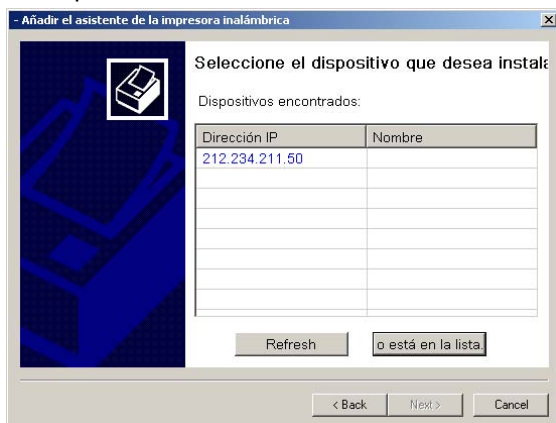 - Añadir el asistente de la impresora inalámbrica
Seleccione el dispositivo que desea instala
Dispositivos encontrados:
Dirección IP Nombre
212.234.211.50
Refresh o está en la lista.
< Back Next > Cancel